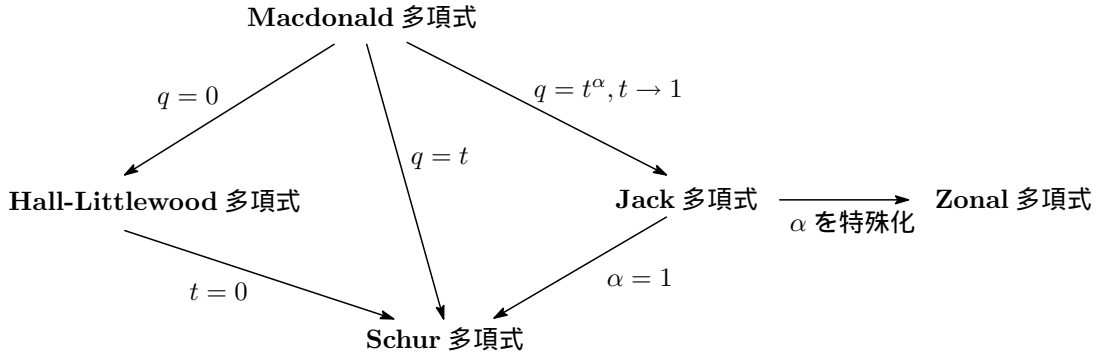 Macdonald 多項式
q = 0
q = t^α, t → 1
q = t
Hall-Littlewood 多項式
Jack 多項式
Zonal 多項式
α を特殊化
t = 0
α = 1
Schur 多項式